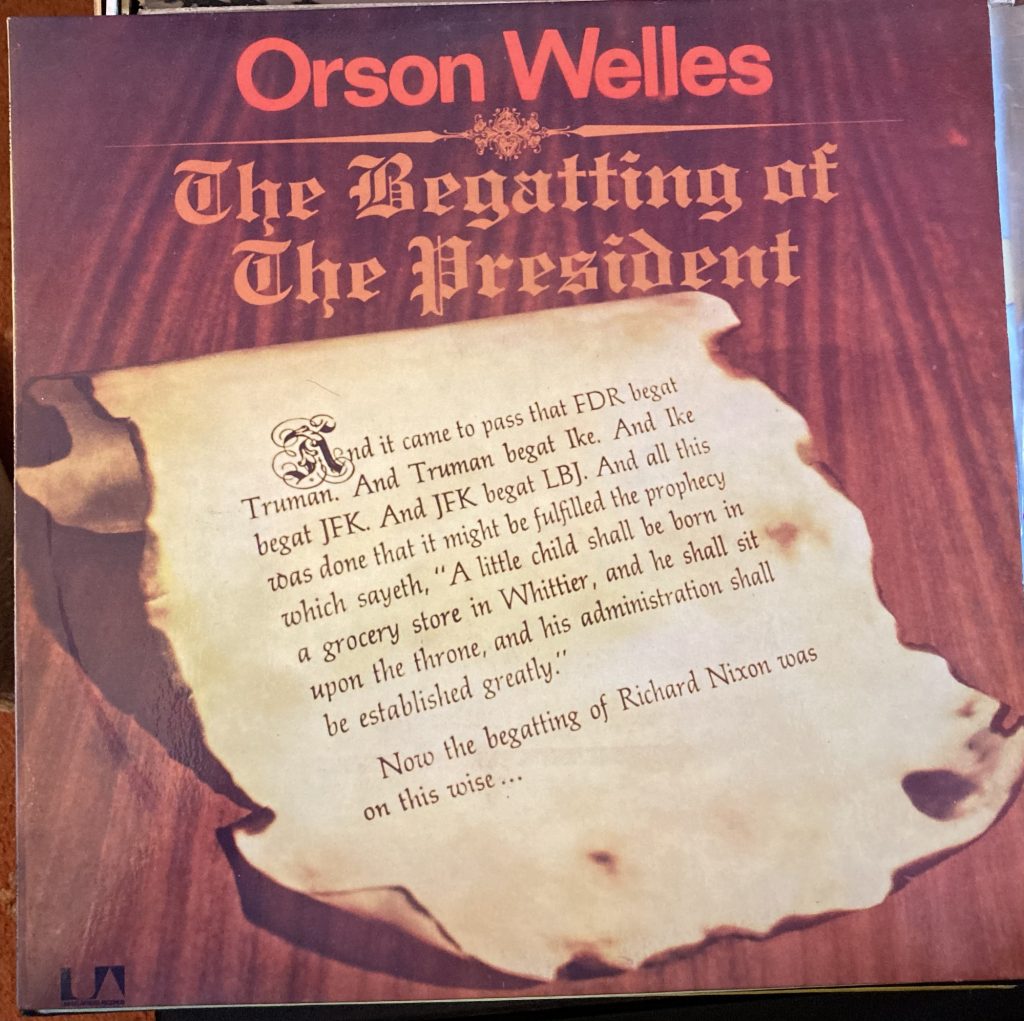 Orson Welles
The Begatting of
The President
And it came to pass that FDR begat
Truman. And Truman begat Ike. And Ike
begat JFK. And JFK begat LBJ. And all this
was done that it might be fulfilled the prophecy
which sayeth, “A little child shall be born in
a grocery store in Whittier, and he shall sit
upon the throne, and his administration shall
be established greatly.”
Now the begatting of Richard Nixon was
on this wise ...
UA